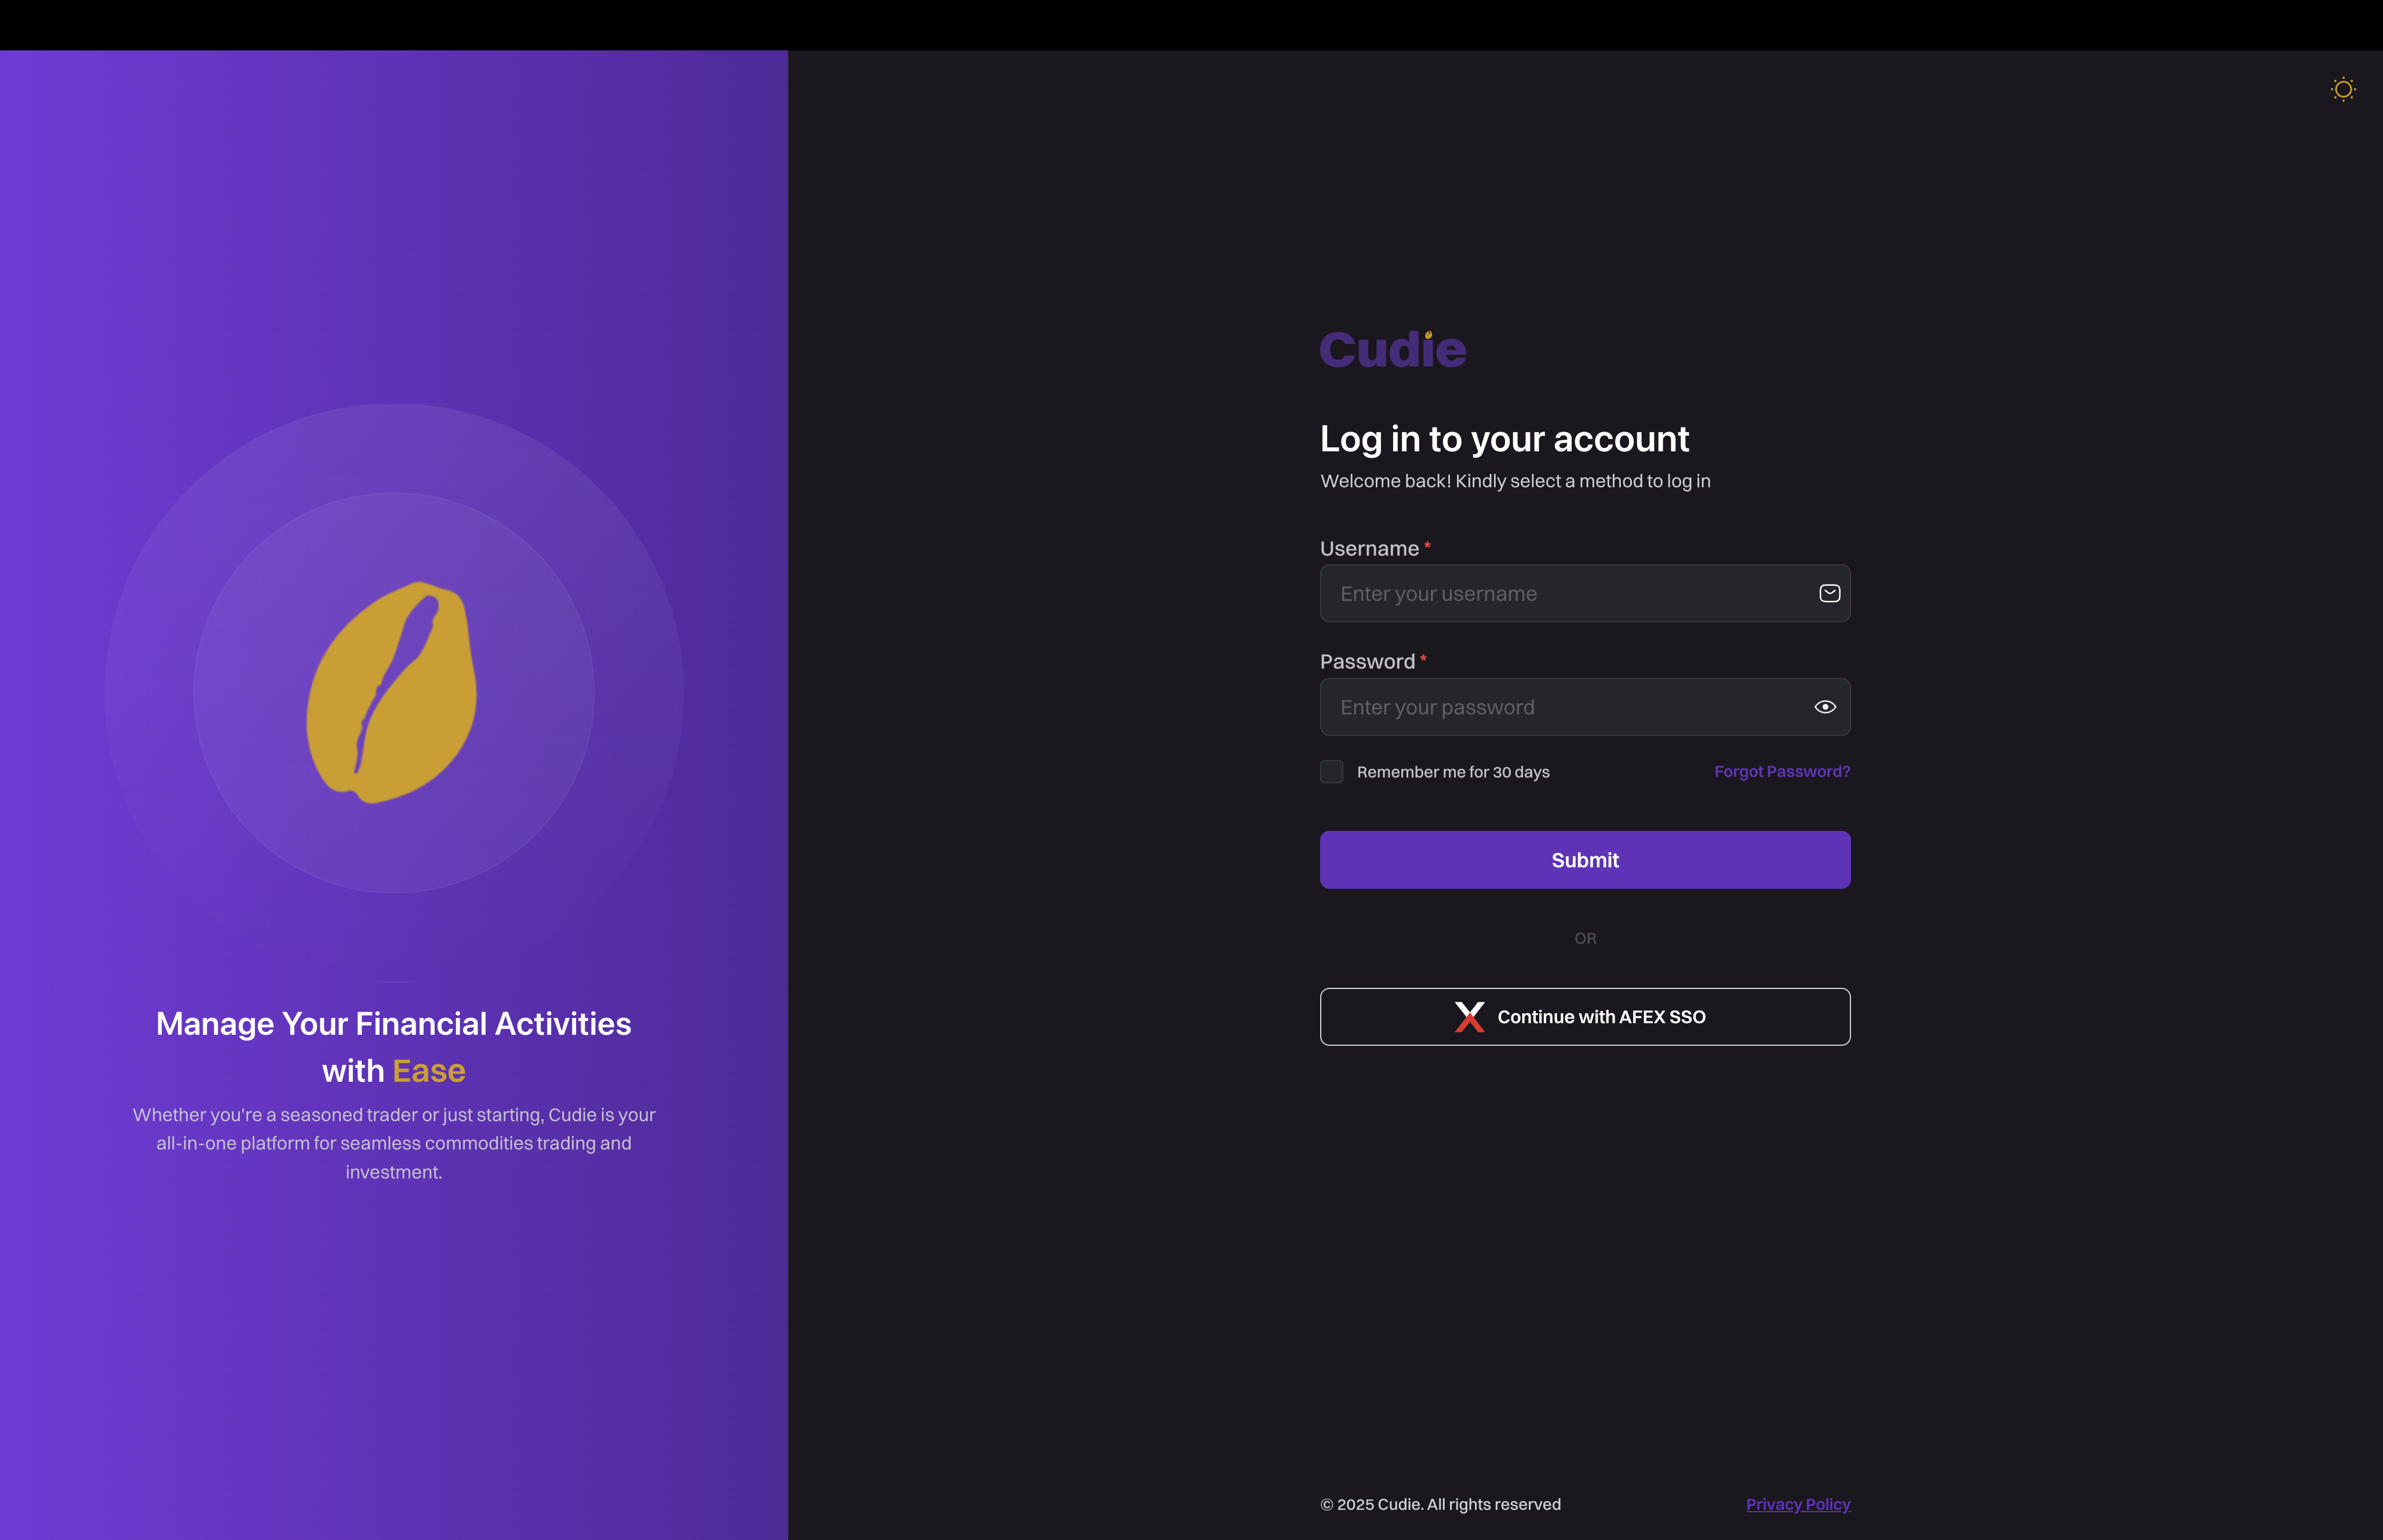 Manage Your Financial Activities
with Ease
Whether you're a seasoned trader or just starting, Cudie is your
all-in-one platform for seamless commodities trading and
investment.
Cudie
Log in to your account
Welcome back! Kindly select a method to log in
Username *
Enter your username
Password *
Enter your password
Remember me for 30 days
Forgot Password?
Submit
OR
Continue with AFEX SSO
© 2025 Cudie. All rights reserved
Privacy Policy